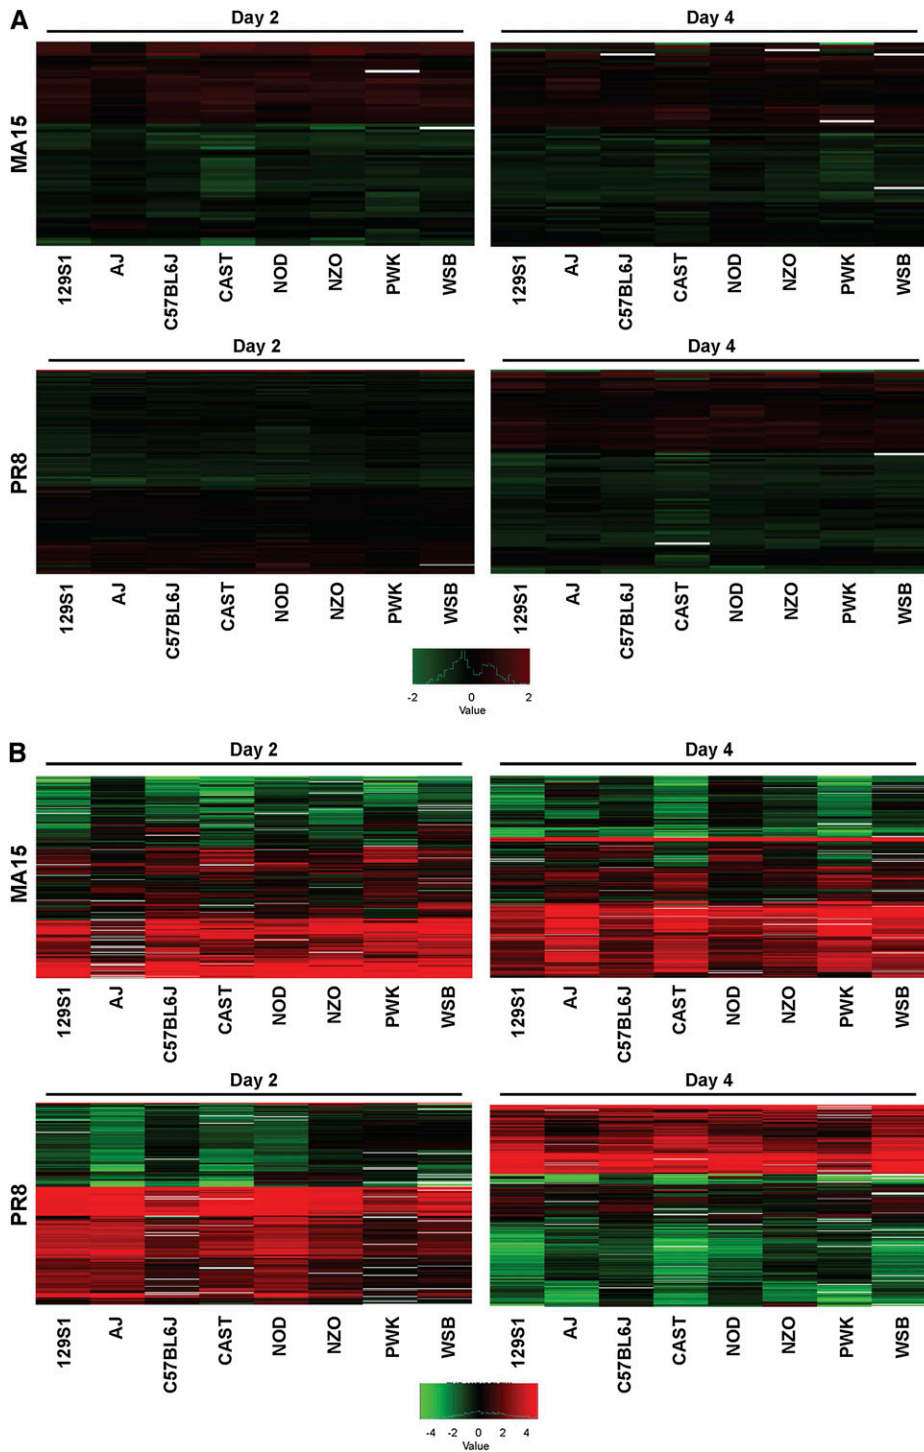 A
Day 2
Day 4
MA15
129S1
AJ
C57BL6J
CAST
NOD
NZO
PWK
WSB
129S1
AJ
C57BL6J
CAST
NOD
NZO
PWK
WSB
Day 2
Day 4
PR8
129S1
AJ
C57BL6J
CAST
NOD
NZO
PWK
WSB
129S1
AJ
C57BL6J
CAST
NOD
NZO
PWK
WSB
-2 0 2
Value
B
Day 2
Day 4
MA15
129S1
AJ
C57BL6J
CAST
NOD
NZO
PWK
WSB
129S1
AJ
C57BL6J
CAST
NOD
NZO
PWK
WSB
Day 2
Day 4
PR8
129S1
AJ
C57BL6J
CAST
NOD
NZO
PWK
WSB
129S1
AJ
C57BL6J
CAST
NOD
NZO
PWK
WSB
-4 -2 0 2 4
Value